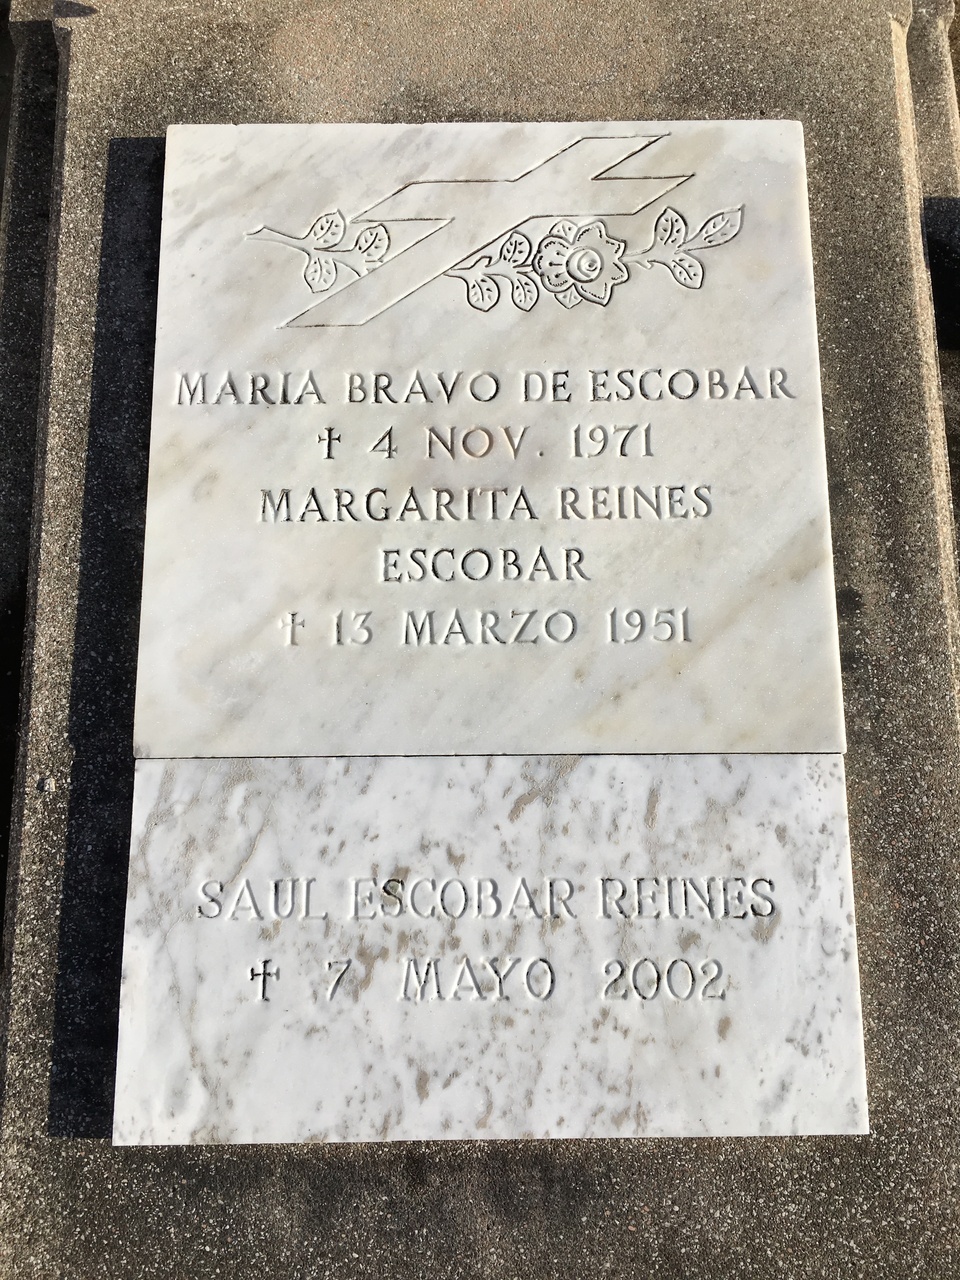 MARIA BRAVO DE ESCOBAR
✝ 4 NOV. 1971
MARGARITA REINES
ESCOBAR
✝ 13 MARZO 1951
SAUL ESCOBAR REINES
✝ 7 MAYO 2002